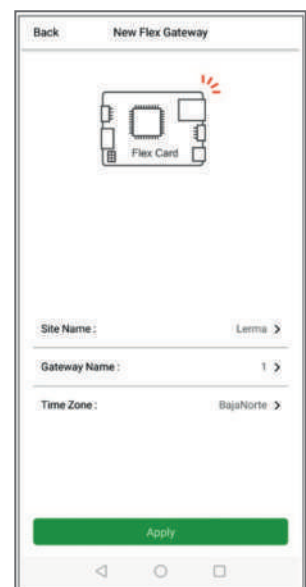 Back New Flex Gateway
Flex Card
Site Name : Lerma >
Gateway Name : 1 >
Time Zone : BajaNorte >
Apply